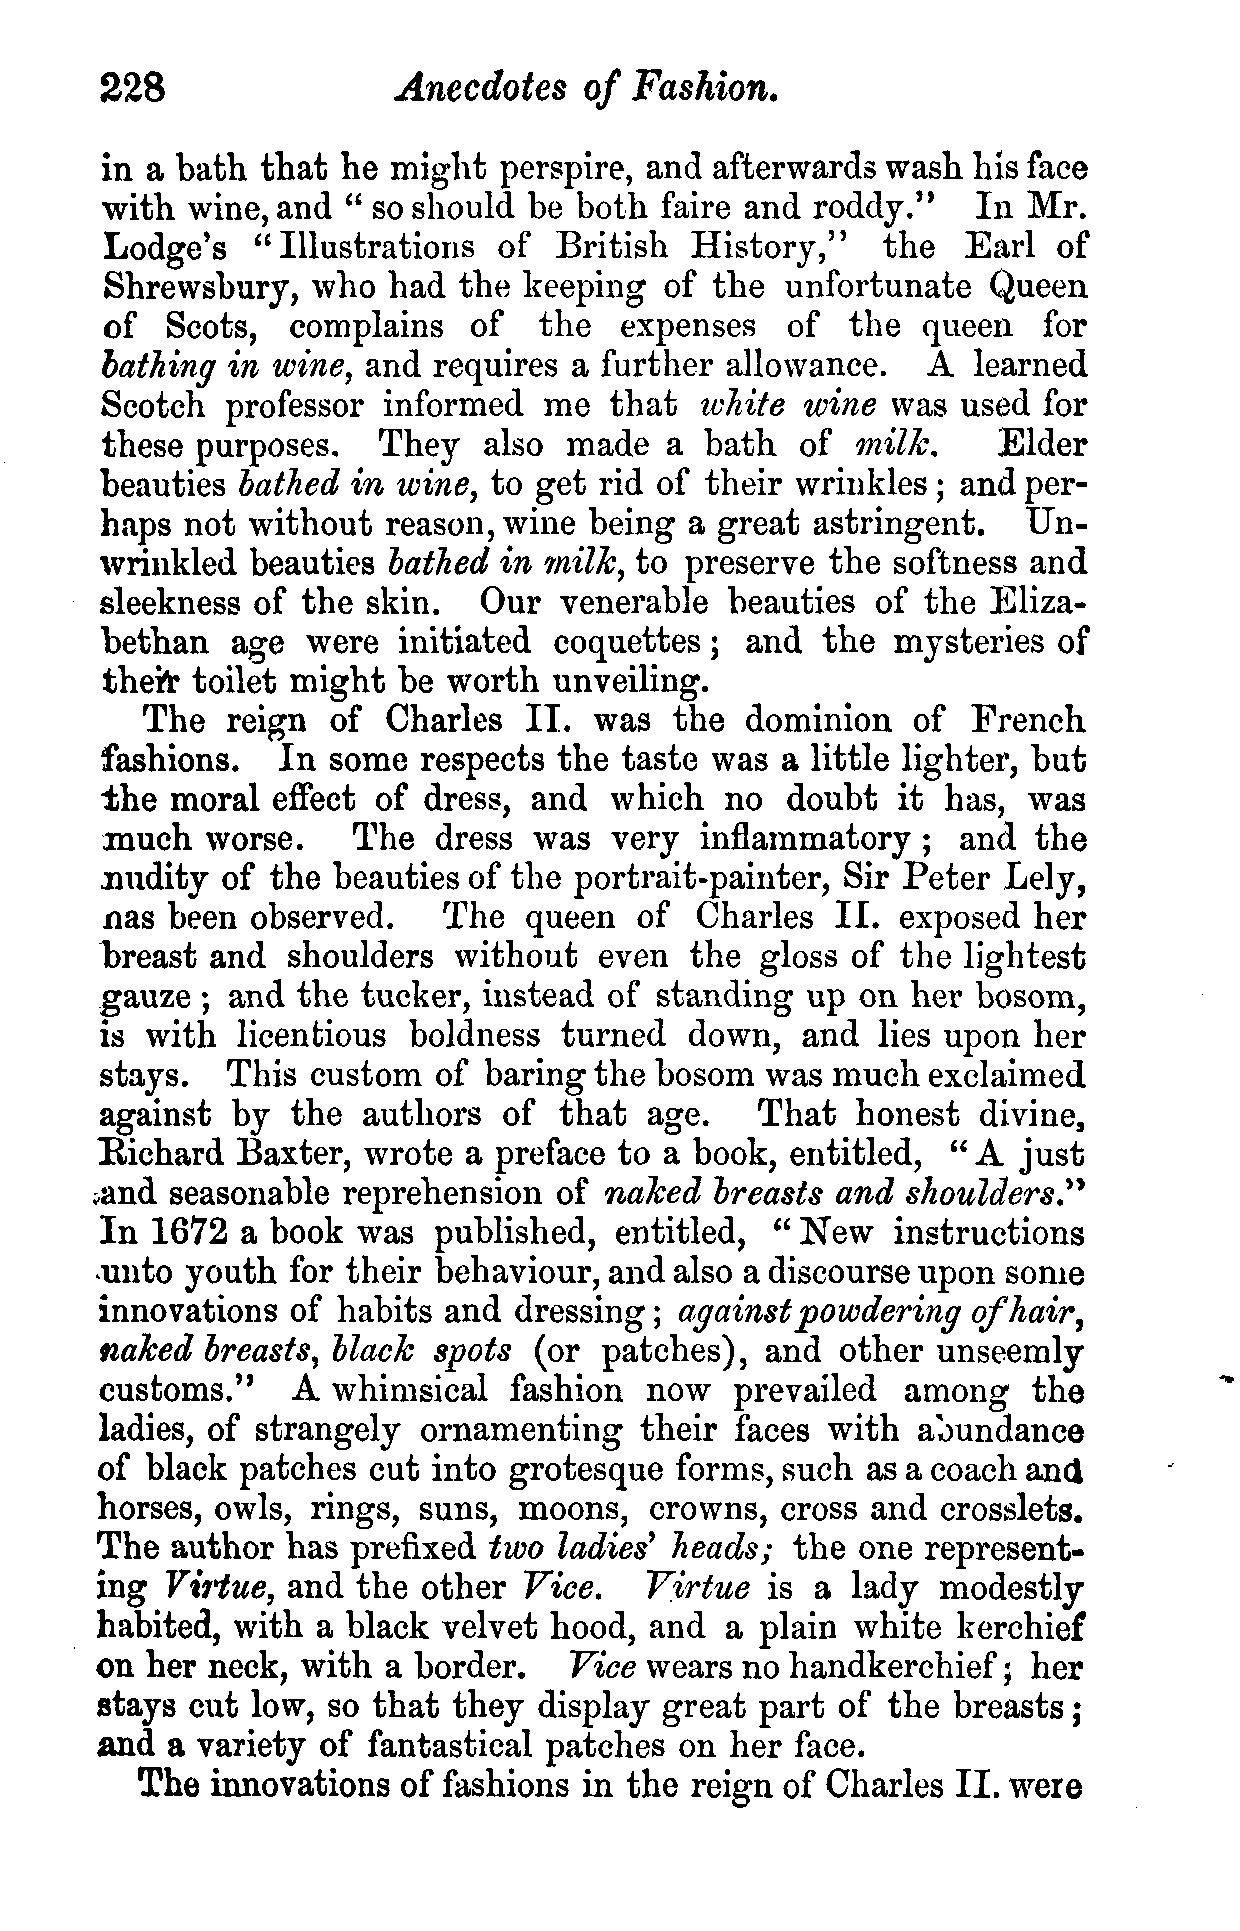 228 Anecdotes of Fashion.
in a bath that he might perspire, and afterwards wash his face
with wine, and " so should be both faire and roddy." In Mr.
Lodge's "Illustrations of British History," the Earl of
Shrewsbury, who had the keeping of the unfortunate Queen
of Scots, complains of the expenses of the queen for
bathing in wine, and requires a further allowance. A learned
Scotch professor informed me that white wine was used for
these purposes. They also made a bath of milk. Elder
beauties bathed in wine, to get rid of their wrinkles ; and per-
haps not without reason, wine being a great astringent. Un-
wrinkled beauties bathed in milk, to preserve the softness and
sleekness of the skin. Our venerable beauties of the Eliza-
bethan age were initiated coquettes ; and the mysteries of
their toilet might be worth unveiling.
The reign of Charles II. was the dominion of French
fashions. In some respects the taste was a little lighter, but
the moral effect of dress, and which no doubt it has, was
much worse. The dress was very inflammatory ; and the
nudity of the beauties of the portrait-painter, Sir Peter Lely,
has been observed. The queen of Charles II. exposed her
breast and shoulders without even the gloss of the lightest
gauze ; and the tucker, instead of standing up on her bosom,
is with licentious boldness turned down, and lies upon her
stays. This custom of baring the bosom was much exclaimed
against by the authors of that age. That honest divine,
Richard Baxter, wrote a preface to a book, entitled, "A just
and seasonable reprehension of naked breasts and shoulders."
In 1672 a book was published, entitled, "New instructions
unto youth for their behaviour, and also a discourse upon some
innovations of habits and dressing ; against powdering of hair,
naked breasts, black spots (or patches), and other unseemly
customs." A whimsical fashion now prevailed among the
ladies, of strangely ornamenting their faces with abundance
of black patches cut into grotesque forms, such as a coach and
horses, owls, rings, suns, moons, crowns, cross and crosslets.
The author has prefixed two ladies' heads; the one represent-
ing Virtue, and the other Vice. Virtue is a lady modestly
habited, with a black velvet hood, and a plain white kerchief
on her neck, with a border. Vice wears no handkerchief ; her
stays cut low, so that they display great part of the breasts ;
and a variety of fantastical patches on her face.
The innovations of fashions in the reign of Charles II. were